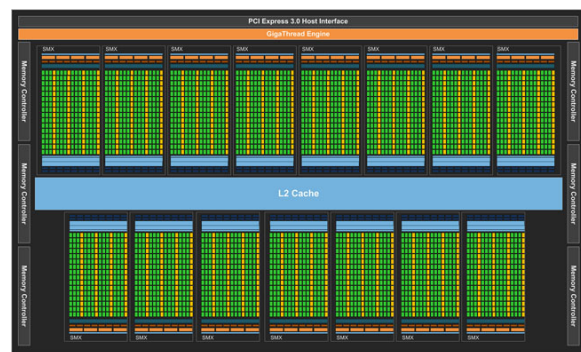 PCI Express 3.0 Host Interface
GigaThread Engine
SMX SMX SMX SMX SMX SMX SMX SMX
Memory Controller
Memory Controller
Memory Controller
Memory Controller
L2 Cache
Memory Controller
Memory Controller
SMX SMX SMX SMX SMX SMX SMX